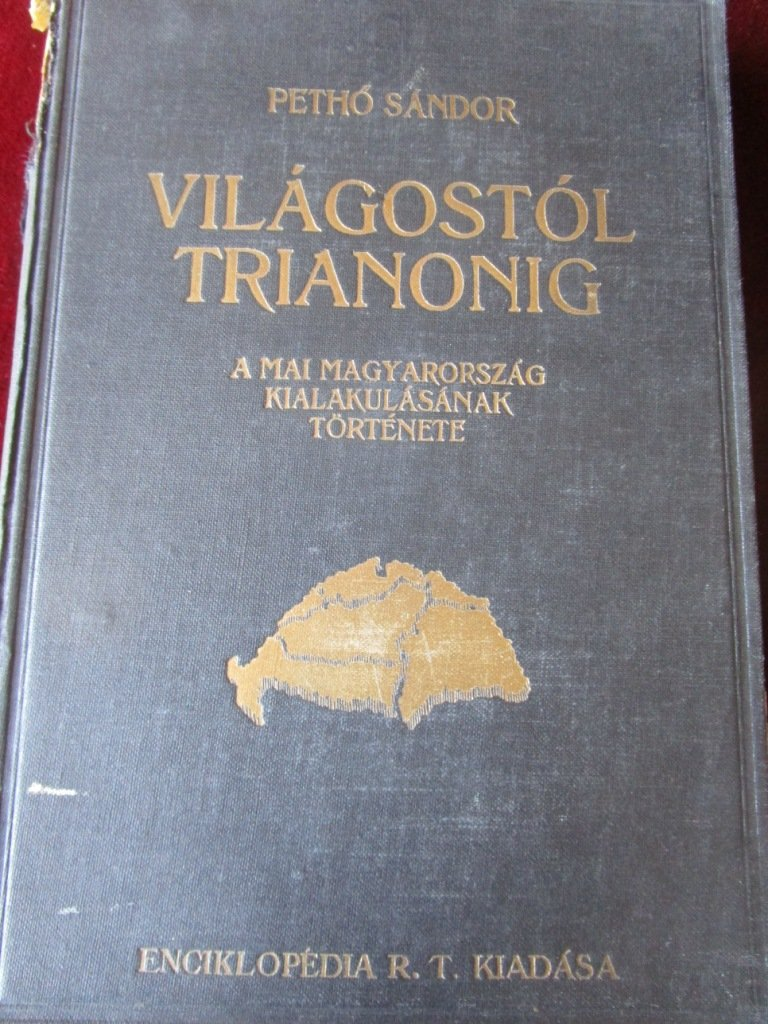 PETHŐ SÁNDOR
VILÁGOSTÓL
TRIANONIG
A MAI MAGYARORSZÁG
KIALAKULÁSÁNAK
TÖRTÉNETE
ENCIKLOPÉDIA R. T. KIADÁSA